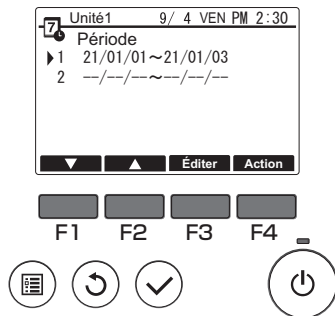 7 Unité1 9/ 4 VEN PM 2:30
Période
1 21/01/01～21/01/03
2 --/--/--～--/--/--
Éditer Action
F1 F2 F3 F4